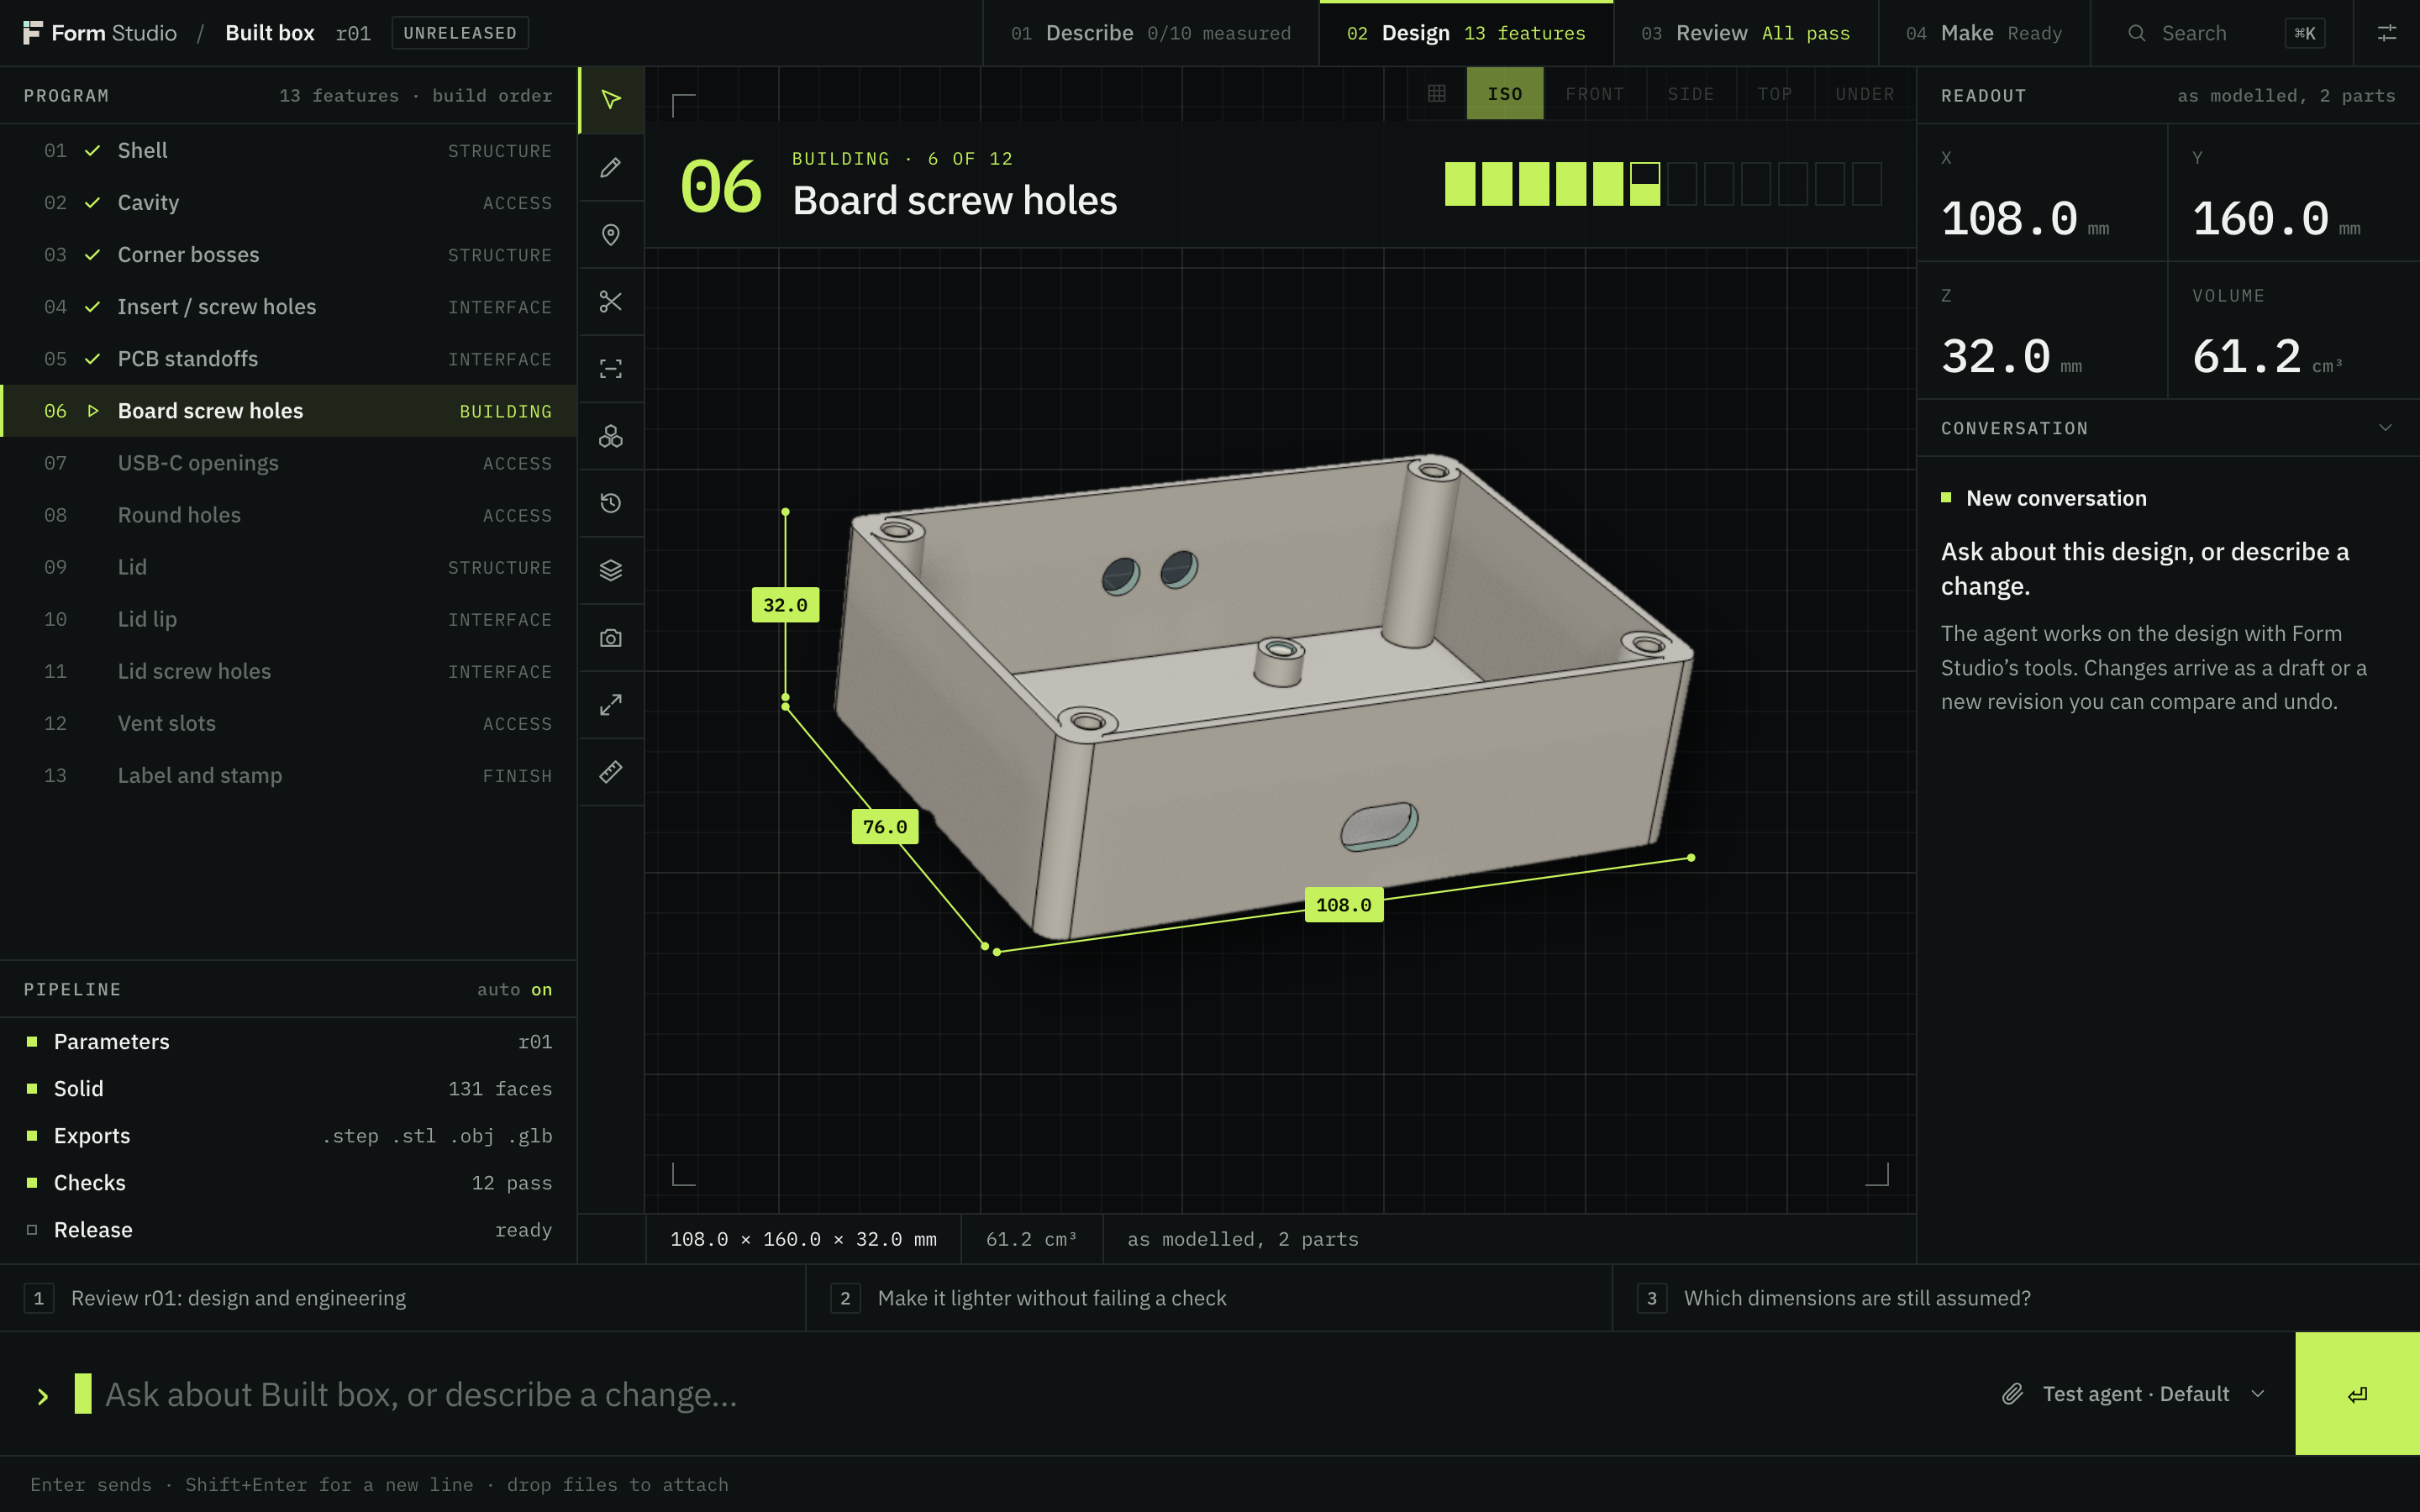 Form Studio / Built box r01 UNRELEASED
01 Describe 0/10 measured
02 Design 13 features
03 Review All pass
04 Make Ready
Search ⌘K
PROGRAM 13 features · build order
01 Shell STRUCTURE
02 Cavity ACCESS
03 Corner bosses STRUCTURE
04 Insert / screw holes INTERFACE
05 PCB standoffs INTERFACE
06 Board screw holes BUILDING
07 USB-C openings ACCESS
08 Round holes ACCESS
09 Lid STRUCTURE
10 Lid lip INTERFACE
11 Lid screw holes INTERFACE
12 Vent slots ACCESS
13 Label and stamp FINISH
PIPELINE auto on
Parameters r01
Solid 131 faces
Exports .step .stl .obj .glb
Checks 12 pass
Release ready
ISO FRONT SIDE TOP UNDER
06
BUILDING · 6 OF 12
Board screw holes
32.0
76.0
108.0
108.0 × 160.0 × 32.0 mm
61.2 cm³
as modelled, 2 parts
READOUT as modelled, 2 parts
X
108.0 mm
Y
160.0 mm
Z
32.0 mm
VOLUME
61.2 cm³
CONVERSATION
New conversation
Ask about this design, or describe a
change.
The agent works on the design with Form
Studio’s tools. Changes arrive as a draft or a
new revision you can compare and undo.
1 Review r01: design and engineering
2 Make it lighter without failing a check
3 Which dimensions are still assumed?
› Ask about Built box, or describe a change...
Test agent · Default
Enter sends · Shift+Enter for a new line · drop files to attach